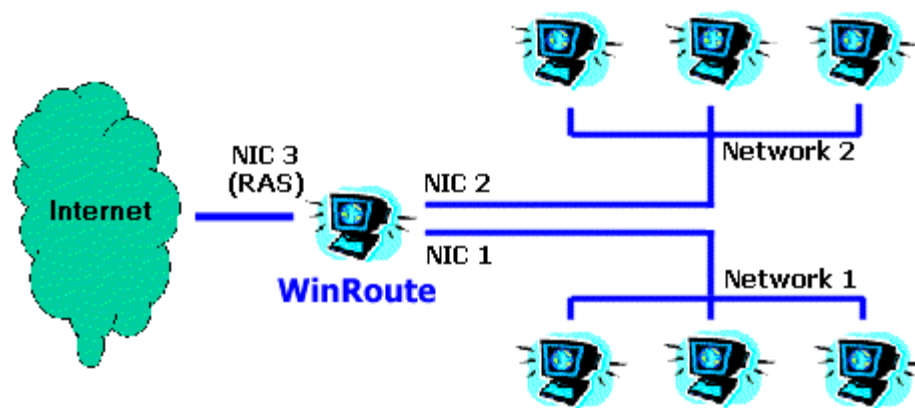 Internet
NIC 3
(RAS)
WinRoute
NIC 2
Network 2
NIC 1
Network 1